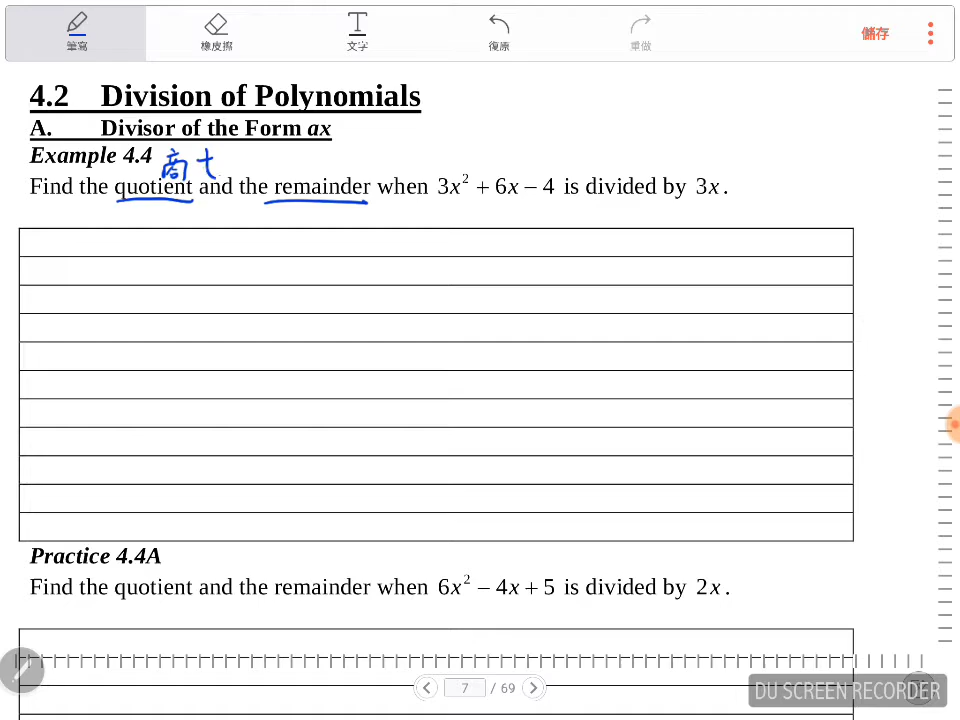 筆寫 橡皮擦 文字 復原 重做 儲存
4.2 Division of Polynomials
A. Divisor of the Form ax
Example 4.4
商
Find the quotient and the remainder when 3x² + 6x − 4 is divided by 3x.
Practice 4.4A
Find the quotient and the remainder when 6x² − 4x + 5 is divided by 2x.
7 / 69
DU SCREEN RECORDER